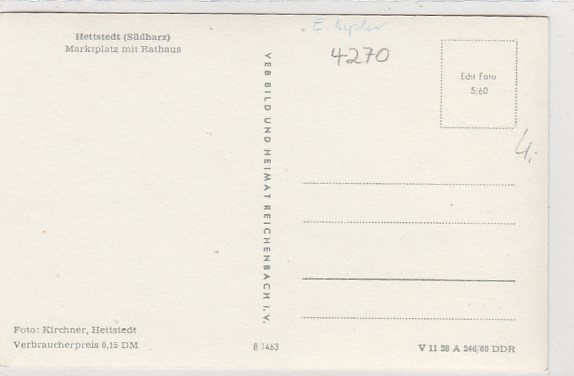 Hettstedt (Südharz)
Marktplatz mit Rathaus
Foto: Kirchner, Hettstedt
Verbraucherpreis 0,15 DM
VEB BILD UND HEIMAT REICHENBACH i. V.
8 1463
E
4270
Echt Foto
5/60
4,-
V 11 28 A 246/60 DDR